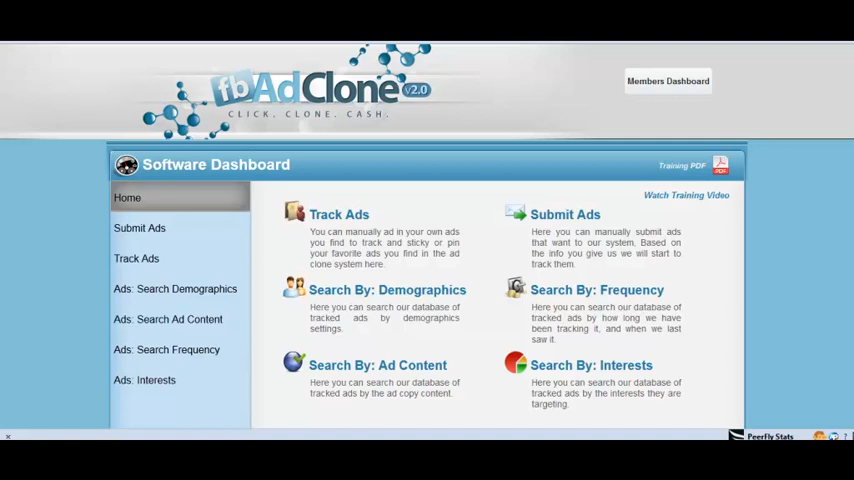 fb AdClone v2.0
CLICK. CLONE. CASH.
Members Dashboard
Software Dashboard
Training PDF
PDF
Home
Submit Ads
Track Ads
Ads: Search Demographics
Ads: Search Ad Content
Ads: Search Frequency
Ads: Interests
Watch Training Video
Track Ads
You can manually ad in your own ads
you find to track and sticky or pin
your favorite ads you find in the ad
clone system here.
Submit Ads
Here you can manually submit ads
that want to our system. Based on
the info you give us we will start to
track them.
Search By: Demographics
Here you can search our database of
tracked ads by demographics
settings.
Search By: Frequency
Here you can search our database of
tracked ads by how long we have
been tracking it, and when we last
saw it.
Search By: Ad Content
Here you can search our database of
tracked ads by the ad copy content.
Search By: Interests
Here you can search our database of
tracked ads by the interests they are
targeting.
x
PeerFly Stats
?